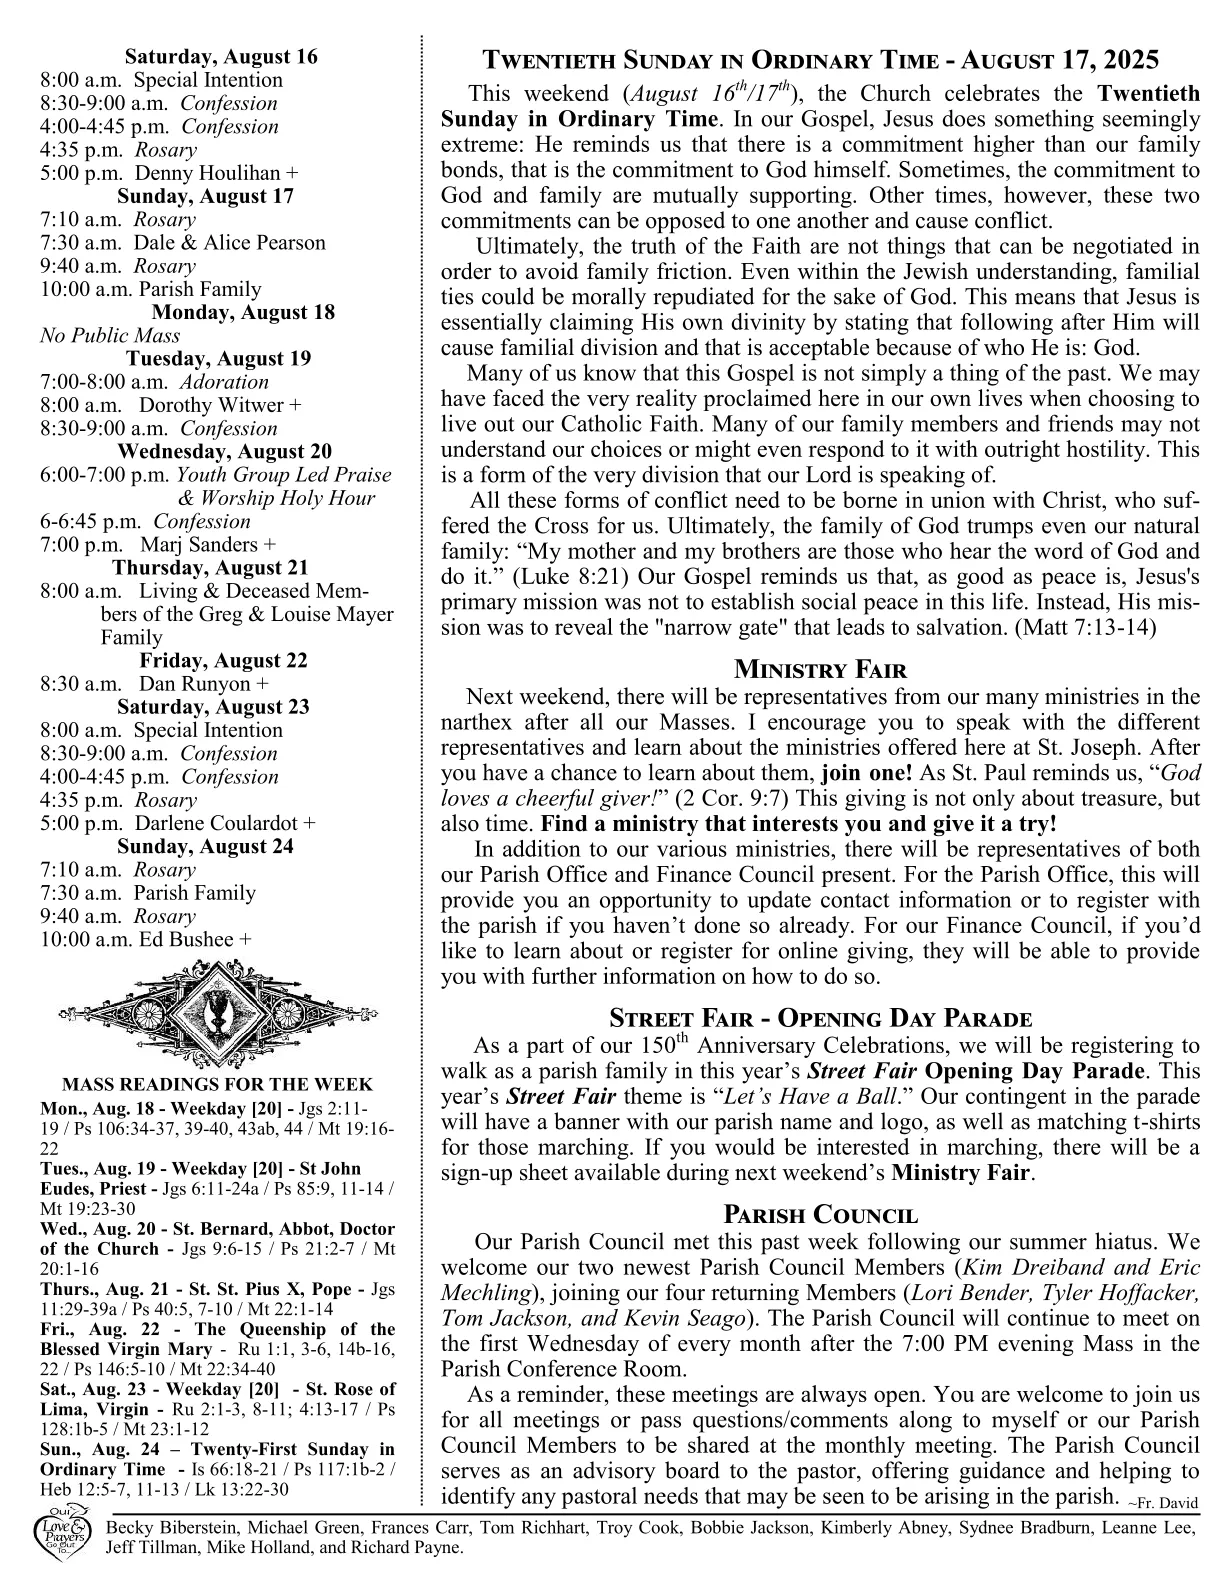 Saturday, August 16
8:00 a.m. Special Intention
8:30-9:00 a.m. Confession
4:00-4:45 p.m. Confession
4:35 p.m. Rosary
5:00 p.m. Denny Houlihan +
Sunday, August 17
7:10 a.m. Rosary
7:30 a.m. Dale & Alice Pearson
9:40 a.m. Rosary
10:00 a.m. Parish Family
Monday, August 18
No Public Mass
Tuesday, August 19
7:00-8:00 a.m. Adoration
8:00 a.m. Dorothy Witwer +
8:30-9:00 a.m. Confession
Wednesday, August 20
6:00-7:00 p.m. Youth Group Led Praise
& Worship Holy Hour
6-6:45 p.m. Confession
7:00 p.m. Marj Sanders +
Thursday, August 21
8:00 a.m. Living & Deceased Mem-
bers of the Greg & Louise Mayer
Family
Friday, August 22
8:30 a.m. Dan Runyon +
Saturday, August 23
8:00 a.m. Special Intention
8:30-9:00 a.m. Confession
4:00-4:45 p.m. Confession
4:35 p.m. Rosary
5:00 p.m. Darlene Coulardot +
Sunday, August 24
7:10 a.m. Rosary
7:30 a.m. Parish Family
9:40 a.m. Rosary
10:00 a.m. Ed Bushee +
MASS READINGS FOR THE WEEK
Mon., Aug. 18 - Weekday [20] - Jgs 2:11-
19 / Ps 106:34-37, 39-40, 43ab, 44 / Mt 19:16-
22
Tues., Aug. 19 - Weekday [20] - St John
Eudes, Priest - Jgs 6:11-24a / Ps 85:9, 11-14 /
Mt 19:23-30
Wed., Aug. 20 - St. Bernard, Abbot, Doctor
of the Church - Jgs 9:6-15 / Ps 21:2-7 / Mt
20:1-16
Thurs., Aug. 21 - St. St. Pius X, Pope - Jgs
11:29-39a / Ps 40:5, 7-10 / Mt 22:1-14
Fri., Aug. 22 - The Queenship of the
Blessed Virgin Mary - Ru 1:1, 3-6, 14b-16,
22 / Ps 146:5-10 / Mt 22:34-40
Sat., Aug. 23 - Weekday [20] - St. Rose of
Lima, Virgin - Ru 2:1-3, 8-11; 4:13-17 / Ps
128:1b-5 / Mt 23:1-12
Sun., Aug. 24 – Twenty-First Sunday in
Ordinary Time - Is 66:18-21 / Ps 117:1b-2 /
Heb 12:5-7, 11-13 / Lk 13:22-30
TWENTIETH SUNDAY IN ORDINARY TIME - AUGUST 17, 2025
This weekend (August 16th/17th), the Church celebrates the Twentieth
Sunday in Ordinary Time. In our Gospel, Jesus does something seemingly
extreme: He reminds us that there is a commitment higher than our family
bonds, that is the commitment to God himself. Sometimes, the commitment to
God and family are mutually supporting. Other times, however, these two
commitments can be opposed to one another and cause conflict.
Ultimately, the truth of the Faith are not things that can be negotiated in
order to avoid family friction. Even within the Jewish understanding, familial
ties could be morally repudiated for the sake of God. This means that Jesus is
essentially claiming His own divinity by stating that following after Him will
cause familial division and that is acceptable because of who He is: God.
Many of us know that this Gospel is not simply a thing of the past. We may
have faced the very reality proclaimed here in our own lives when choosing to
live out our Catholic Faith. Many of our family members and friends may not
understand our choices or might even respond to it with outright hostility. This
is a form of the very division that our Lord is speaking of.
All these forms of conflict need to be borne in union with Christ, who suf-
fered the Cross for us. Ultimately, the family of God trumps even our natural
family: “My mother and my brothers are those who hear the word of God and
do it.” (Luke 8:21) Our Gospel reminds us that, as good as peace is, Jesus's
primary mission was not to establish social peace in this life. Instead, His mis-
sion was to reveal the "narrow gate" that leads to salvation. (Matt 7:13-14)
MINISTRY FAIR
Next weekend, there will be representatives from our many ministries in the
narthex after all our Masses. I encourage you to speak with the different
representatives and learn about the ministries offered here at St. Joseph. After
you have a chance to learn about them, join one! As St. Paul reminds us, “God
loves a cheerful giver!” (2 Cor. 9:7) This giving is not only about treasure, but
also time. Find a ministry that interests you and give it a try!
In addition to our various ministries, there will be representatives of both
our Parish Office and Finance Council present. For the Parish Office, this will
provide you an opportunity to update contact information or to register with
the parish if you haven’t done so already. For our Finance Council, if you’d
like to learn about or register for online giving, they will be able to provide
you with further information on how to do so.
STREET FAIR - OPENING DAY PARADE
As a part of our 150th Anniversary Celebrations, we will be registering to
walk as a parish family in this year’s Street Fair Opening Day Parade. This
year’s Street Fair theme is “Let’s Have a Ball.” Our contingent in the parade
will have a banner with our parish name and logo, as well as matching t-shirts
for those marching. If you would be interested in marching, there will be a
sign-up sheet available during next weekend’s Ministry Fair.
PARISH COUNCIL
Our Parish Council met this past week following our summer hiatus. We
welcome our two newest Parish Council Members (Kim Dreiband and Eric
Mechling), joining our four returning Members (Lori Bender, Tyler Hoffacker,
Tom Jackson, and Kevin Seago). The Parish Council will continue to meet on
the first Wednesday of every month after the 7:00 PM evening Mass in the
Parish Conference Room.
As a reminder, these meetings are always open. You are welcome to join us
for all meetings or pass questions/comments along to myself or our Parish
Council Members to be shared at the monthly meeting. The Parish Council
serves as an advisory board to the pastor, offering guidance and helping to
identify any pastoral needs that may be seen to be arising in the parish. ~Fr. David
Our
Love &
Prayers
Go Out
To...
Becky Biberstein, Michael Green, Frances Carr, Tom Richhart, Troy Cook, Bobbie Jackson, Kimberly Abney, Sydnee Bradburn, Leanne Lee,
Jeff Tillman, Mike Holland, and Richard Payne.